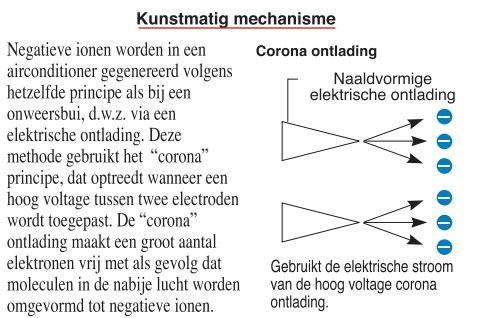 Kunstmatig mechanisme
Negatieve ionen worden in een
airconditioner gegenereerd volgens
hetzelfde principe als bij een
onweersbui, d.w.z. via een
elektrische ontlading. Deze
methode gebruikt het “corona”
principe, dat optreedt wanneer een
hoog voltage tussen twee electroden
wordt toegepast. De “corona”
ontlading maakt een groot aantal
elektronen vrij met als gevolg dat
moleculen in de nabije lucht worden
omgevormd tot negatieve ionen.
Corona ontlading
Naaldvormige
elektrische ontlading
Gebruikt de elektrische stroom
van de hoog voltage corona
ontlading.